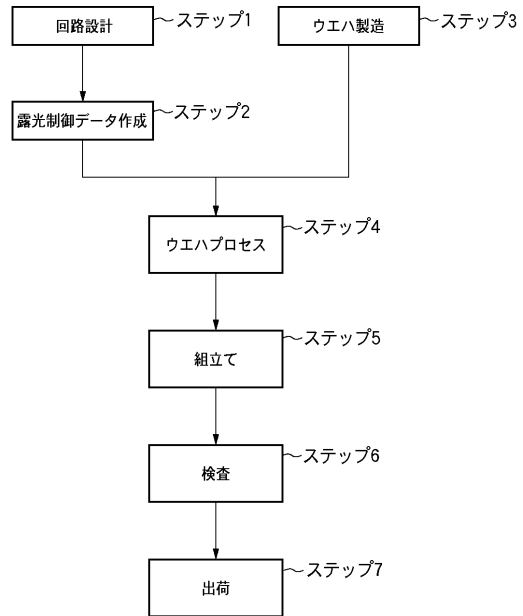 回路設計
ステップ1
ウエハ製造
ステップ3
露光制御データ作成
ステップ2
ウエハプロセス
ステップ4
組立て
ステップ5
検査
ステップ6
出荷
ステップ7